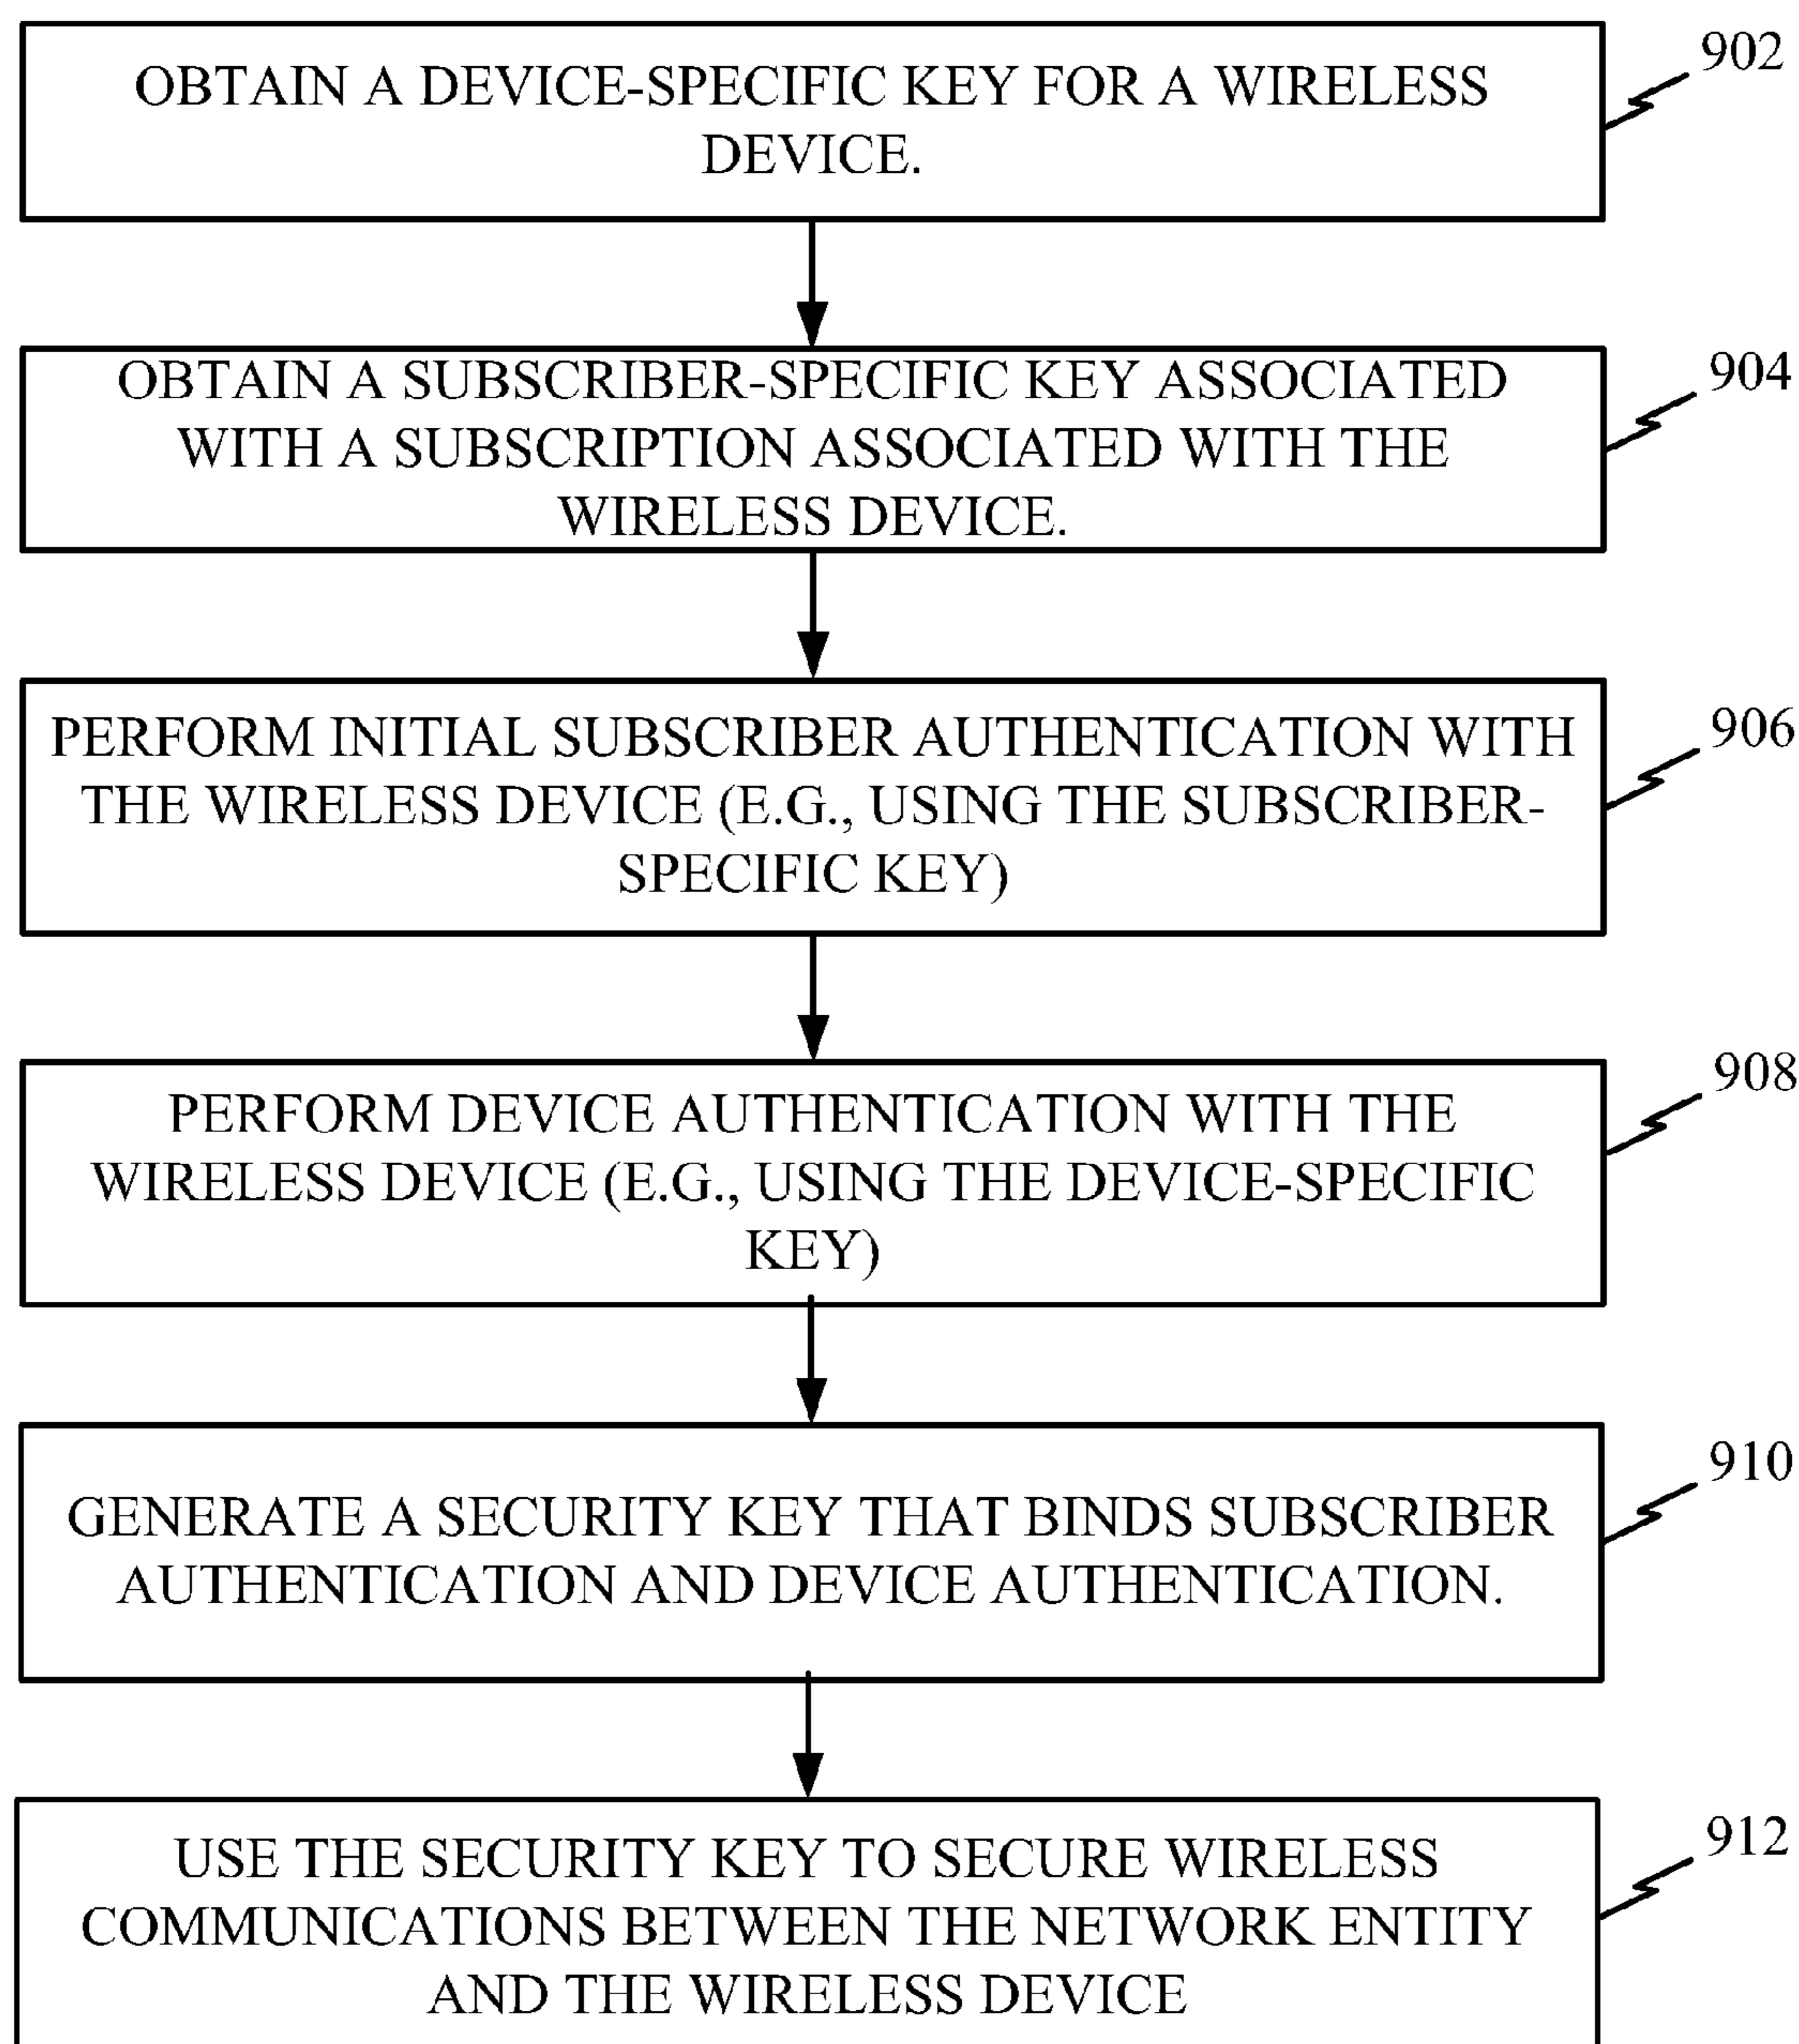 OBTAIN A DEVICE-SPECIFIC KEY FOR A WIRELESS
DEVICE.
902
OBTAIN A SUBSCRIBER-SPECIFIC KEY ASSOCIATED
WITH A SUBSCRIPTION ASSOCIATED WITH THE
WIRELESS DEVICE.
904
PERFORM INITIAL SUBSCRIBER AUTHENTICATION WITH
THE WIRELESS DEVICE (E.G., USING THE SUBSCRIBER-
SPECIFIC KEY)
906
PERFORM DEVICE AUTHENTICATION WITH THE
WIRELESS DEVICE (E.G., USING THE DEVICE-SPECIFIC
KEY)
908
GENERATE A SECURITY KEY THAT BINDS SUBSCRIBER
AUTHENTICATION AND DEVICE AUTHENTICATION.
910
USE THE SECURITY KEY TO SECURE WIRELESS
COMMUNICATIONS BETWEEN THE NETWORK ENTITY
AND THE WIRELESS DEVICE
912